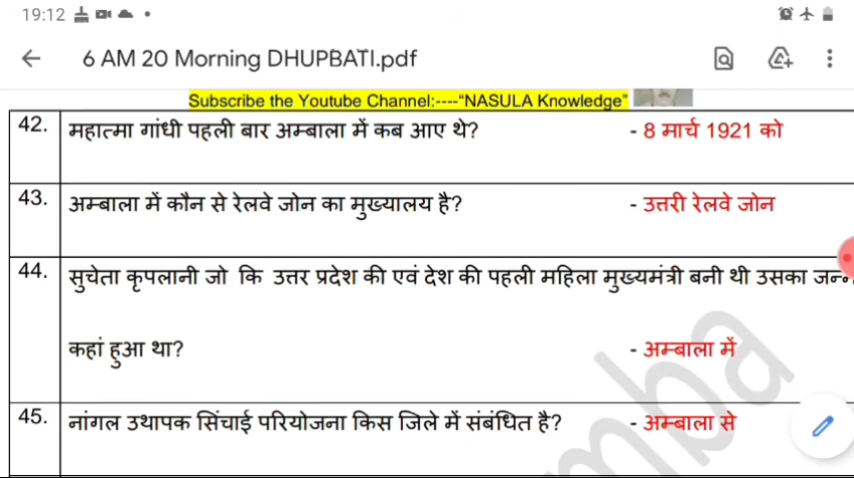 19:12
6 AM 20 Morning DHUPBATI.pdf
Subscribe the Youtube Channel:----"NASULA Knowledge"
42. महात्मा गांधी पहली बार अम्बाला में कब आए थे? - 8 मार्च 1921 को
43. अम्बाला में कौन से रेलवे जोन का मुख्यालय है? - उत्तरी रेलवे जोन
44. सुचेता कृपलानी जो कि उत्तर प्रदेश की एवं देश की पहली महिला मुख्यमंत्री बनी थी उसका जन्म
कहां हुआ था? - अम्बाला में
45. नांगल उथापक सिंचाई परियोजना किस जिले में संबंधित है? - अम्बाला से